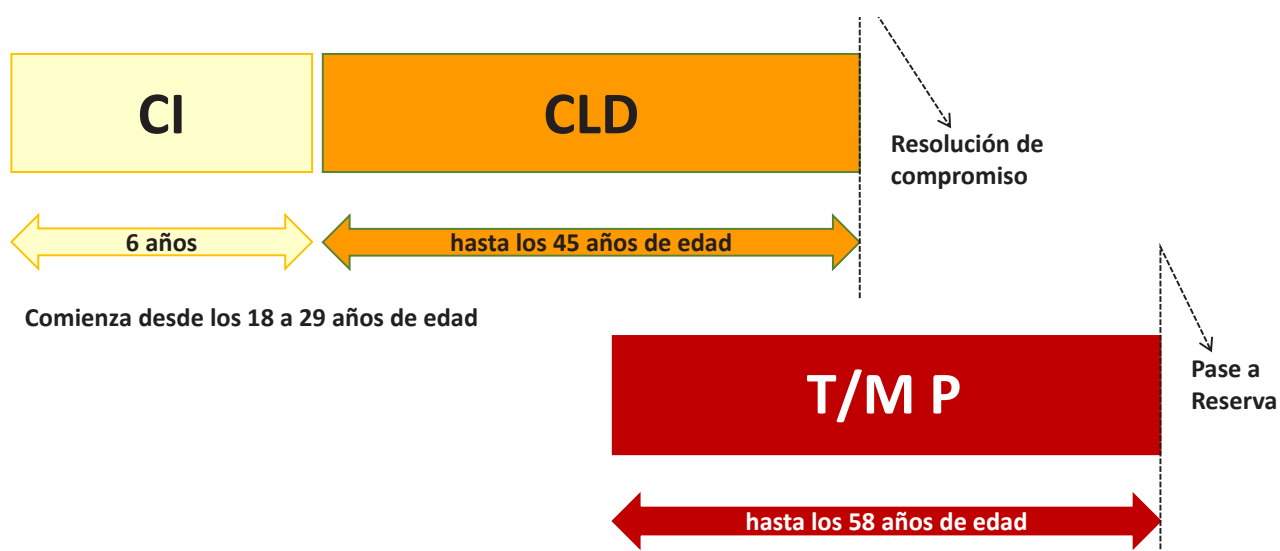 CI
CLD
Resolución de
compromiso
6 años
hasta los 45 años de edad
Comienza desde los 18 a 29 años de edad
T/M P
Pase a
Reserva
hasta los 58 años de edad